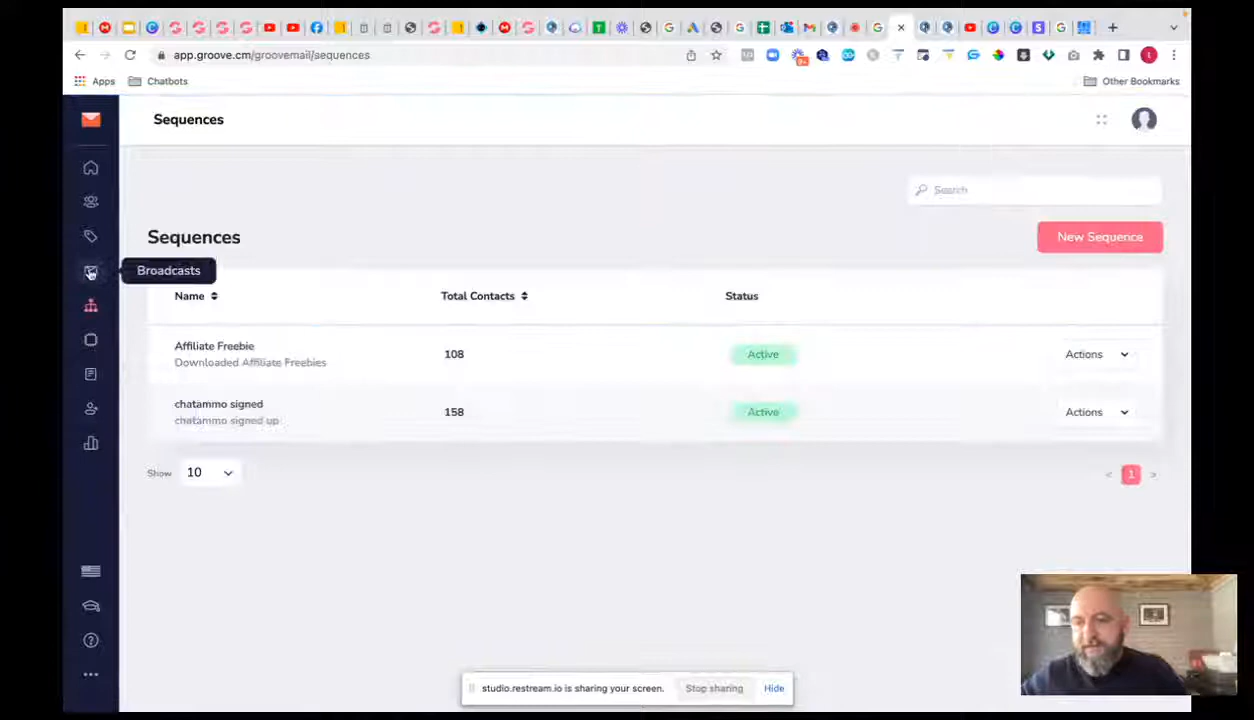 app.groove.cm/groovemail/sequences
9+
t
Apps
Chatbots
Other Bookmarks
Sequences
Search
Sequences
New Sequence
Broadcasts
Name
Total Contacts
Status
Affiliate Freebie
Downloaded Affiliate Freebies
108
Active
Actions
chatammo signed
chatammo signed up
158
Active
Actions
Show
10
<
1
>
studio.restream.io is sharing your screen.
Stop sharing
Hide